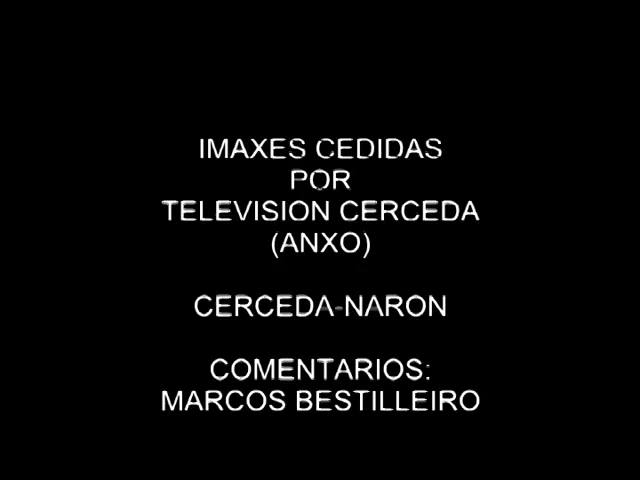 IMAXES CEDIDAS
POR
TELEVISION CERCEDA
(ANXO)
CERCEDA-NARON
COMENTARIOS:
MARCOS BESTILLEIRO